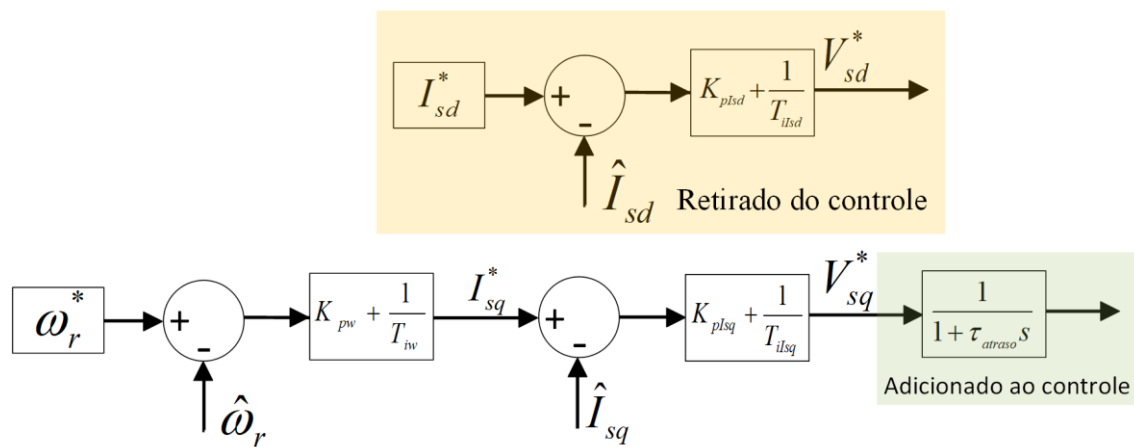 I*sd
+
-
Îsd
KpIsd + 1/TiIsd
V*sd
Retirado do controle
ω*r
+
-
ω̂r
Kpw + 1/Tiw
I*sq
+
-
Îsq
KpIsq + 1/TiIsq
V*sq
1/(1 + τatraso s)
Adicionado ao controle